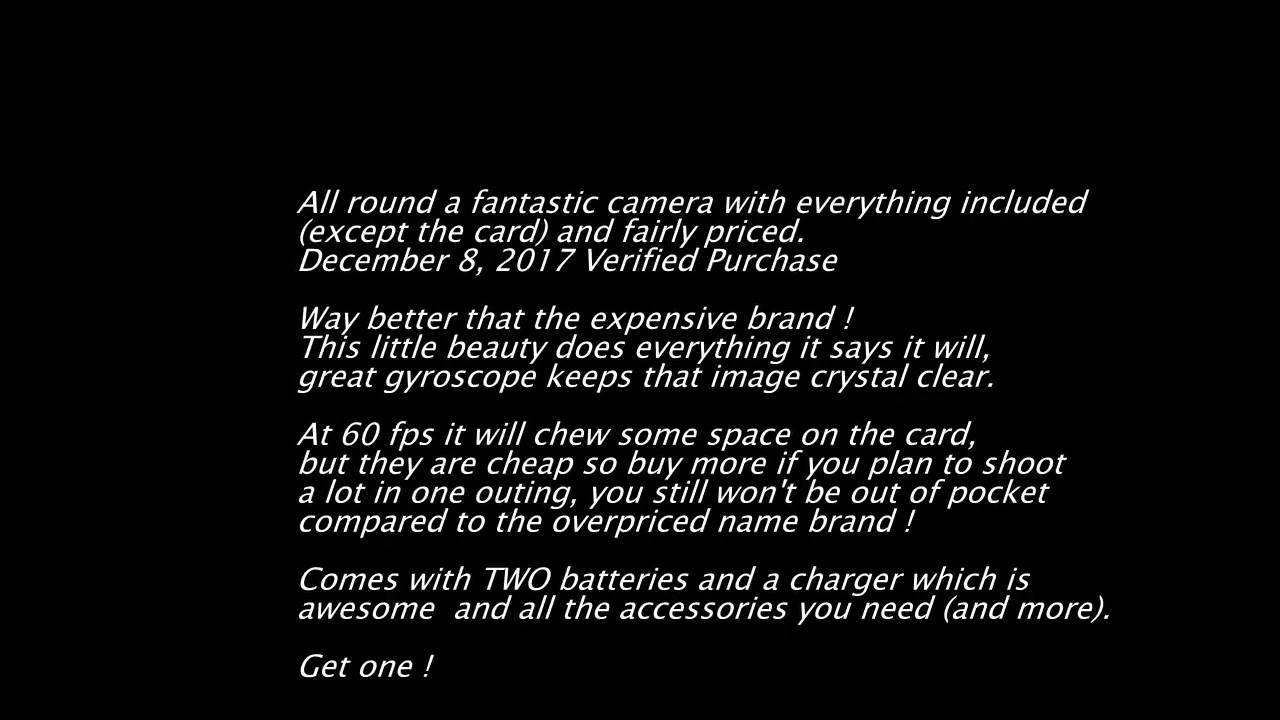 All round a fantastic camera with everything included
(except the card) and fairly priced.
December 8, 2017 Verified Purchase
Way better that the expensive brand !
This little beauty does everything it says it will,
great gyroscope keeps that image crystal clear.
At 60 fps it will chew some space on the card,
but they are cheap so buy more if you plan to shoot
a lot in one outing, you still won't be out of pocket
compared to the overpriced name brand !
Comes with TWO batteries and a charger which is
awesome  and all the accessories you need (and more).
Get one !